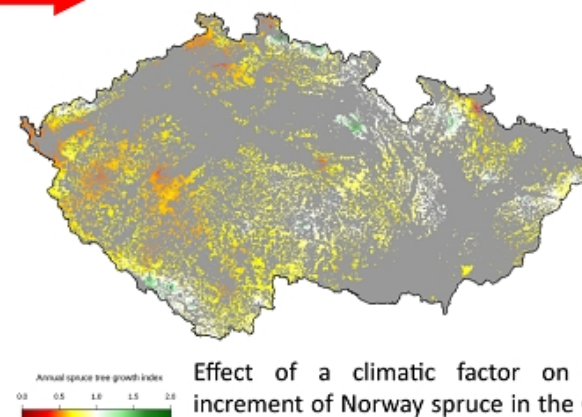 Annual spruce tree growth index
0.0 0.5 1.0 1.5 2.0
Effect of a climatic factor on
increment of Norway spruce in the